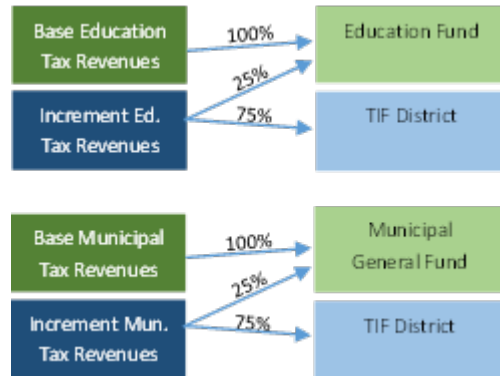 Base Education
Tax Revenues
100%
Education Fund
25%
Increment Ed.
Tax Revenues
75%
TIF District
Base Municipal
Tax Revenues
100%
Municipal
General Fund
25%
Increment Mun.
Tax Revenues
75%
TIF District